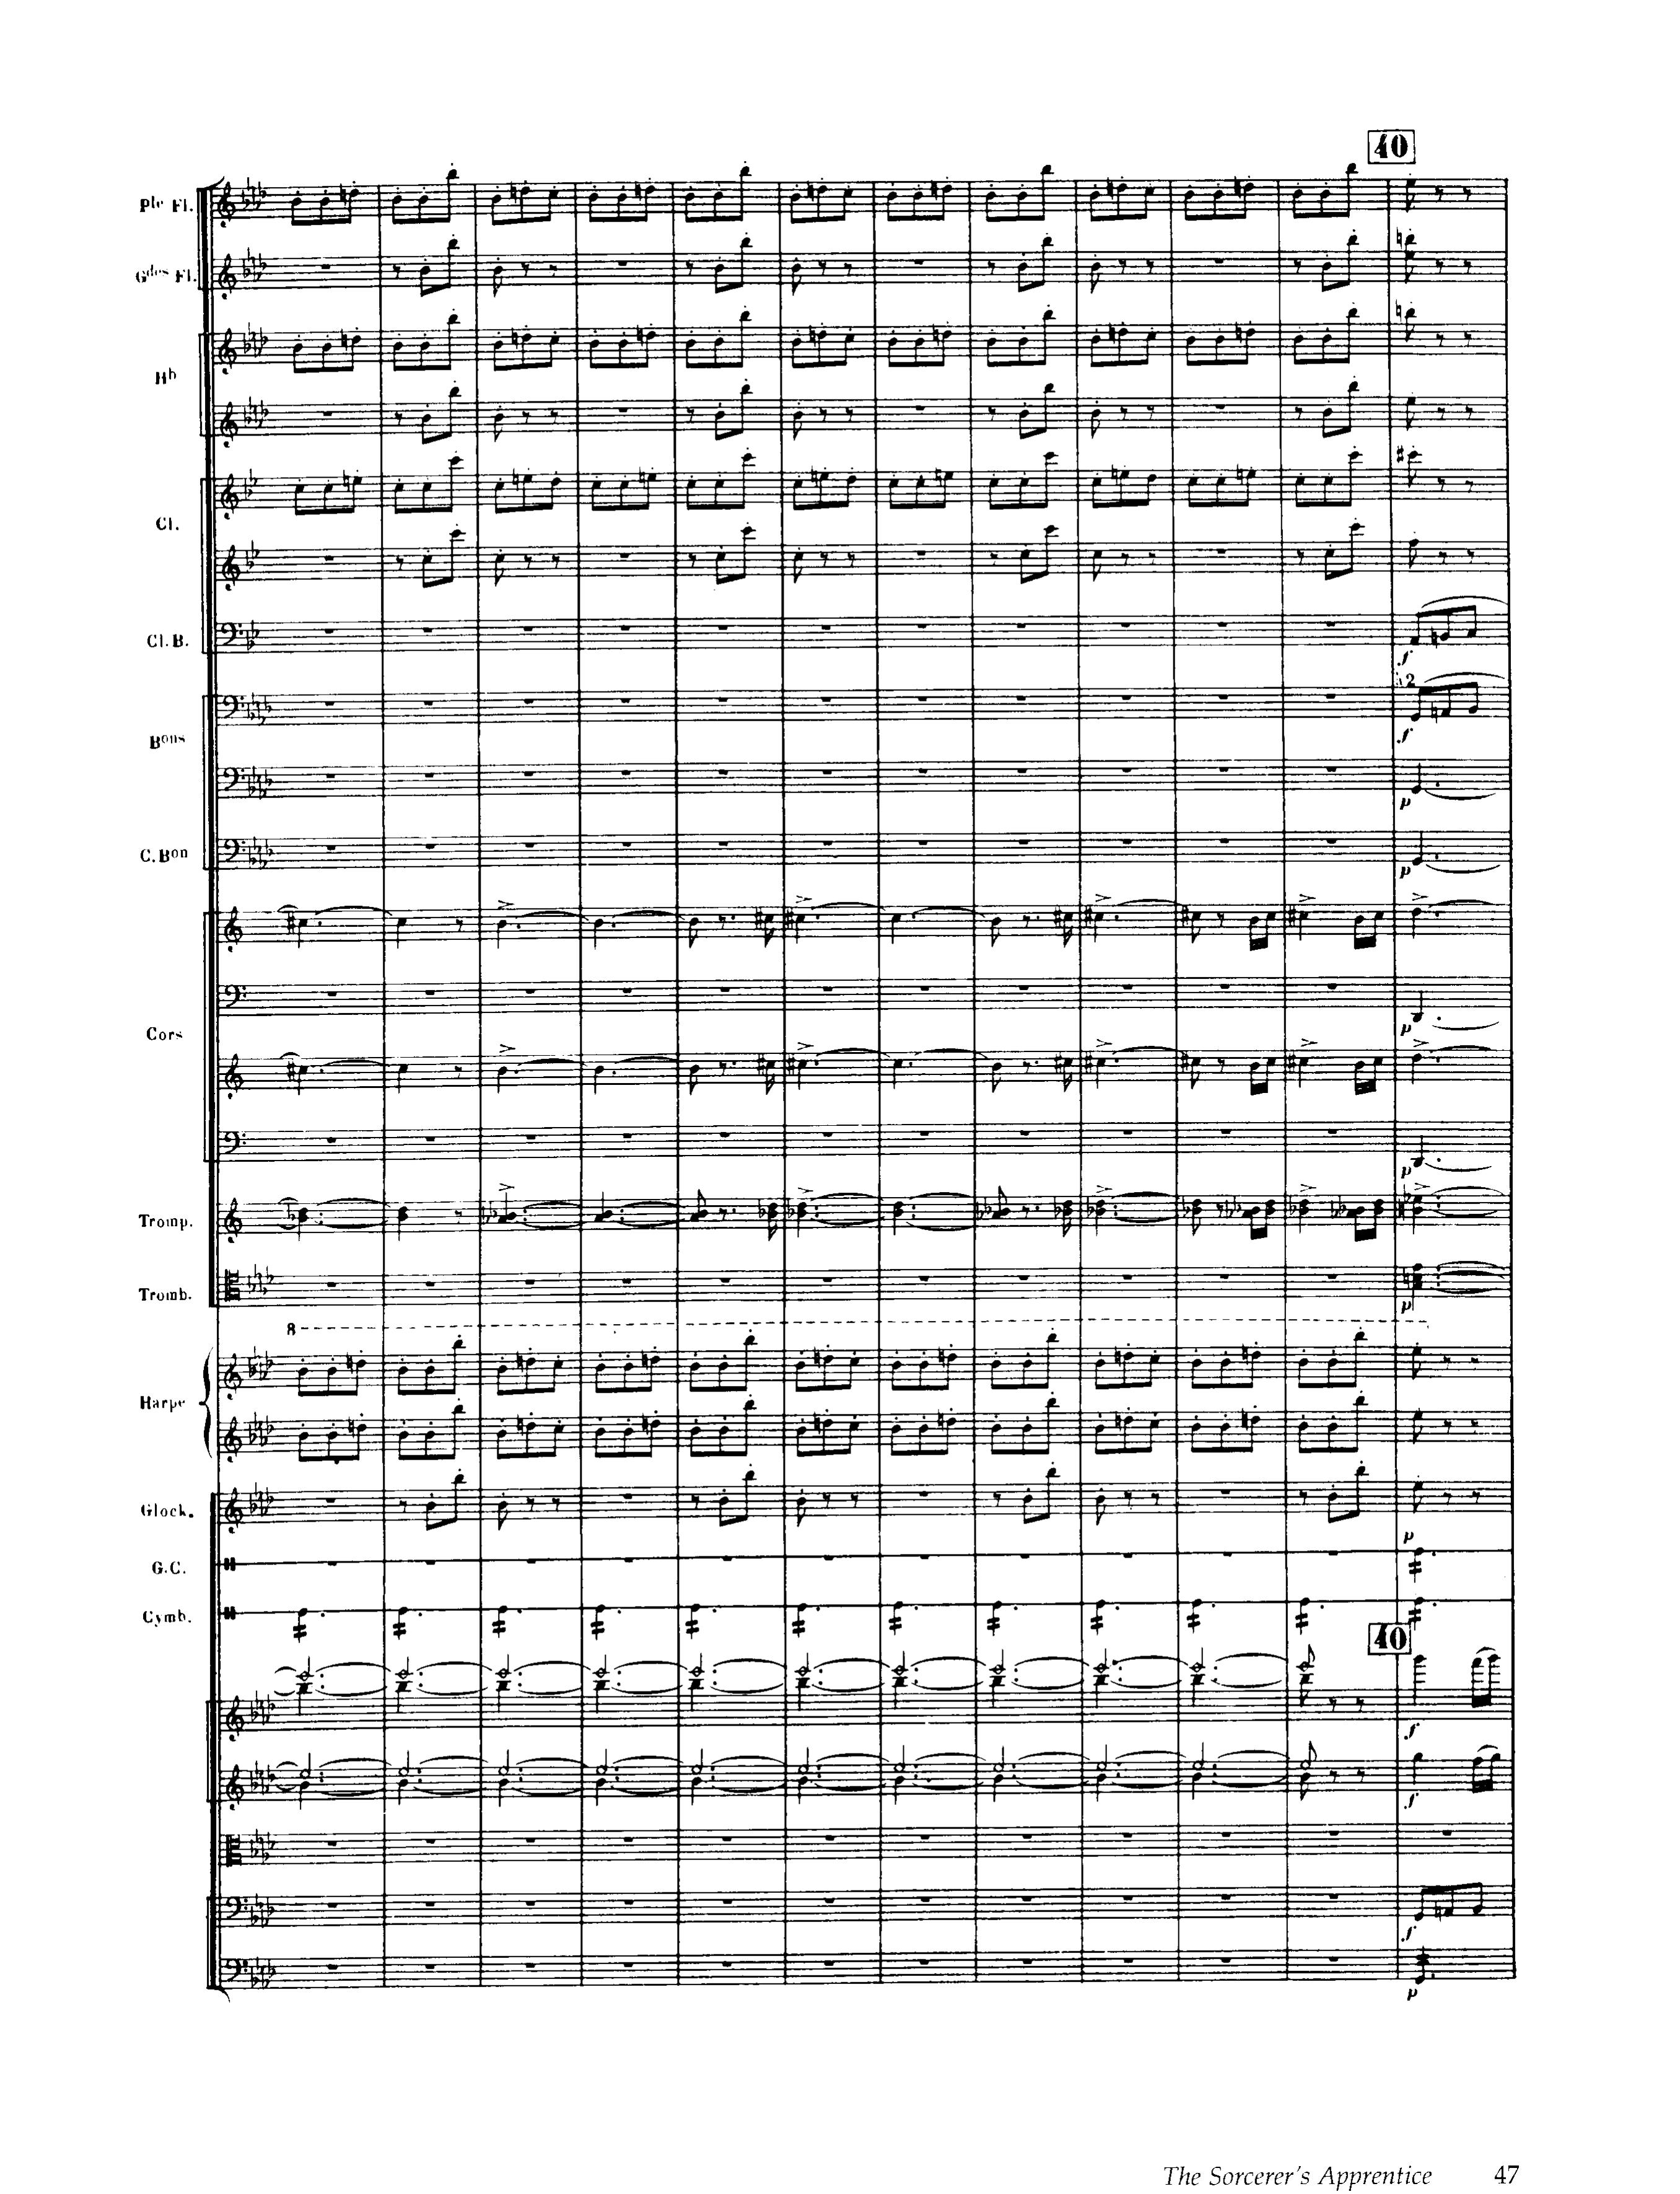 40
Pte Fl.
Gdes Fl.
Hb
Cl.
Cl. B.
Bons
2
f
f
p
C. Bon
p
Cors
p
p
Tromp.
Tromb.
p
8
Harpe
Glock.
p
G.C.
Cymb.
40
f
f
f
p
The Sorcerer's Apprentice 47